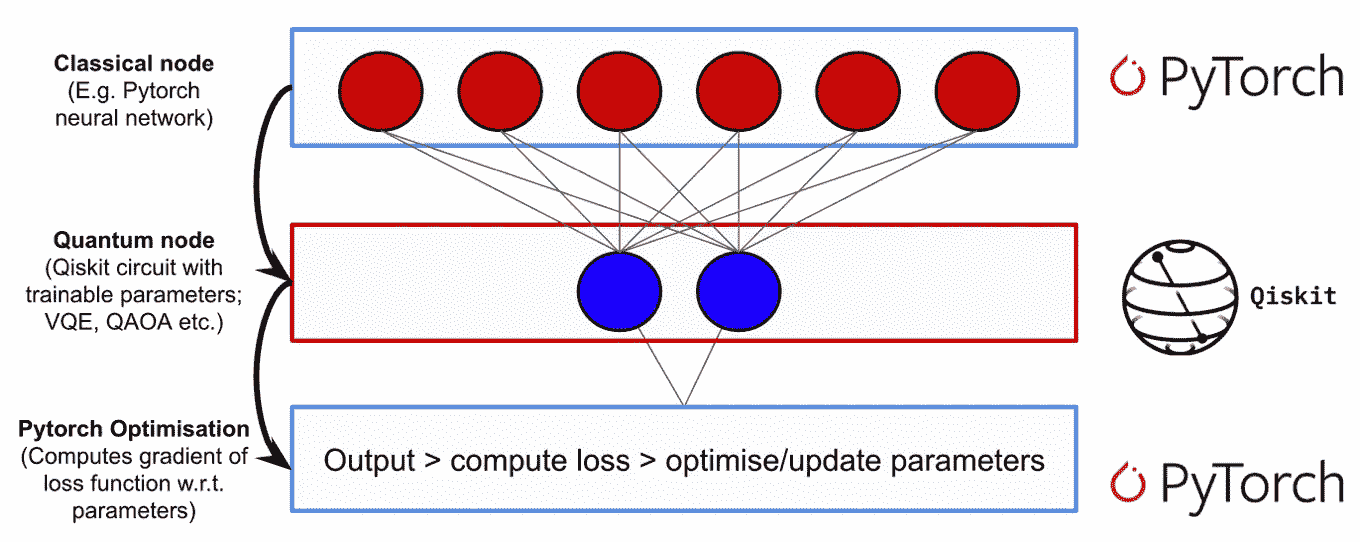 Classical node
(E.g. Pytorch
neural network)
PyTorch
Quantum node
(Qiskit circuit with
trainable parameters;
VQE, QAOA etc.)
Qiskit
Pytorch Optimisation
(Computes gradient of
loss function w.r.t.
parameters)
Output > compute loss > optimise/update parameters
PyTorch